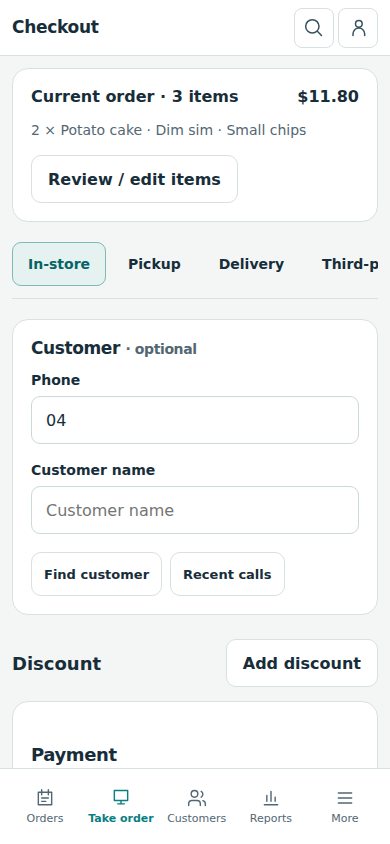 Checkout
Current order · 3 items $11.80
2 × Potato cake · Dim sim · Small chips
Review / edit items
In-store Pickup Delivery Third-p
Customer · optional
Phone
04
Customer name
Customer name
Find customer Recent calls
Discount Add discount
Payment
Orders Take order Customers Reports More